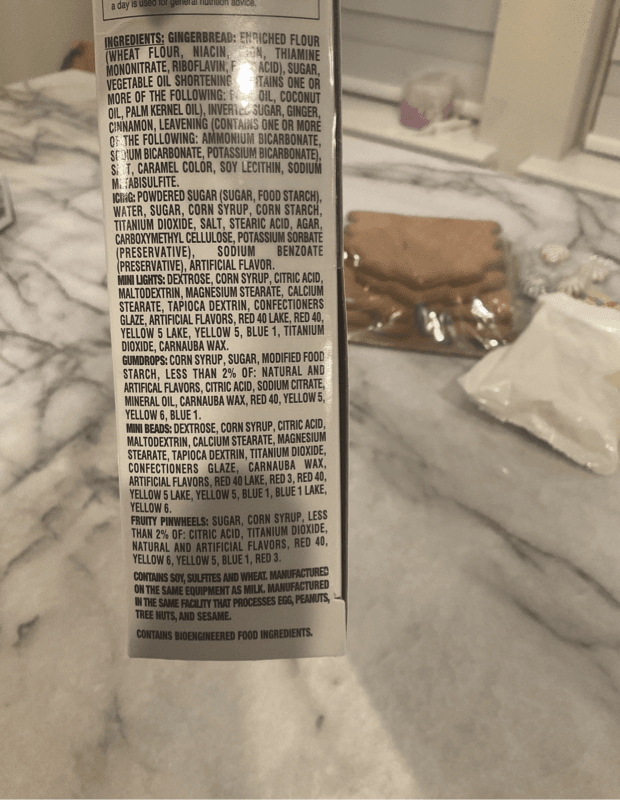 a day is used for general nutrition advice.
INGREDIENTS: GINGERBREAD: ENRICHED FLOUR
(WHEAT FLOUR, NIACIN, THIAMINE
MONONITRATE, RIBOFLAVIN, ACID), SUGAR,
VEGETABLE OIL SHORTENING ONE OR
MORE OF THE FOLLOWING: OIL, COCONUT
OIL, PALM KERNEL OIL), INVERTED SUGAR, GINGER,
CINNAMON, LEAVENING (CONTAINS ONE OR MORE
OF THE FOLLOWING: AMMONIUM BICARBONATE,
SODIUM BICARBONATE, POTASSIUM BICARBONATE),
SALT, CARAMEL COLOR, SOY LECITHIN, SODIUM
METABISULFITE.
ICING: POWDERED SUGAR (SUGAR, FOOD STARCH),
WATER, SUGAR, CORN SYRUP, CORN STARCH,
TITANIUM DIOXIDE, SALT, STEARIC ACID, AGAR,
CARBOXYMETHYL CELLULOSE, POTASSIUM SORBATE
(PRESERVATIVE), SODIUM BENZOATE
(PRESERVATIVE), ARTIFICIAL FLAVOR.
MINI LIGHTS: DEXTROSE, CORN SYRUP, CITRIC ACID,
MALTODEXTRIN, MAGNESIUM STEARATE, CALCIUM
STEARATE, TAPIOCA DEXTRIN, CONFECTIONERS
GLAZE, ARTIFICIAL FLAVORS, RED 40 LAKE, RED 40,
YELLOW 5 LAKE, YELLOW 5, BLUE 1, TITANIUM
DIOXIDE, CARNAUBA WAX.
GUMDROPS: CORN SYRUP, SUGAR, MODIFIED FOOD
STARCH, LESS THAN 2% OF: NATURAL AND
ARTIFICAL FLAVORS, CITRIC ACID, SODIUM CITRATE,
MINERAL OIL, CARNAUBA WAX, RED 40, YELLOW 5,
YELLOW 6, BLUE 1.
MINI BEADS: DEXTROSE, CORN SYRUP, CITRIC ACID,
MALTODEXTRIN, CALCIUM STEARATE, MAGNESIUM
STEARATE, TAPIOCA DEXTRIN, TITANIUM DIOXIDE,
CONFECTIONERS GLAZE, CARNAUBA WAX,
ARTIFICIAL FLAVORS, RED 40 LAKE, RED 3, RED 40,
YELLOW 5 LAKE, YELLOW 5, BLUE 1, BLUE 1 LAKE,
YELLOW 6.
FRUITY PINWHEELS: SUGAR, CORN SYRUP, LESS
THAN 2% OF: CITRIC ACID, TITANIUM DIOXIDE,
NATURAL AND ARTIFICIAL FLAVORS, RED 40,
YELLOW 6, YELLOW 5, BLUE 1, RED 3.
CONTAINS SOY, SULFITES AND WHEAT. MANUFACTURED
ON THE SAME EQUIPMENT AS MILK. MANUFACTURED
IN THE SAME FACILITY THAT PROCESSES EGG, PEANUTS,
TREE NUTS, AND SESAME.
CONTAINS BIOENGINEERED FOOD INGREDIENTS.